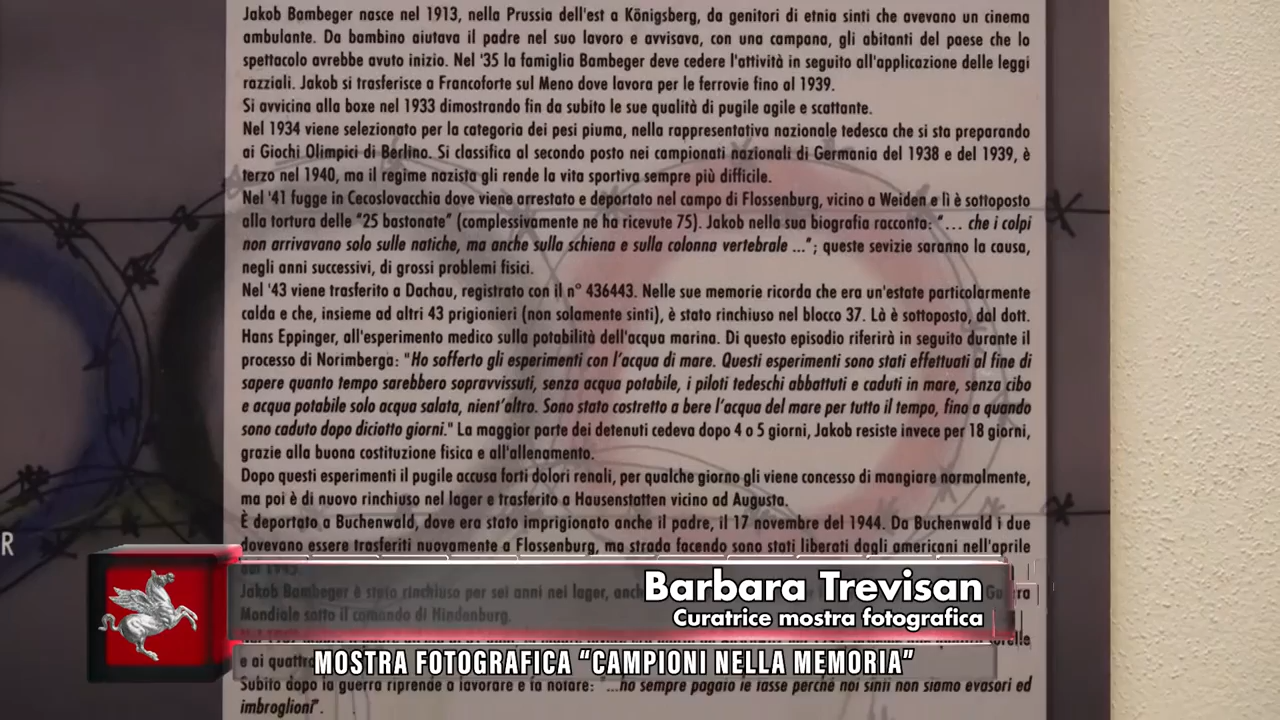 Jakob Bambeger nasce nel 1913, nella Prussia dell'est a Königsberg, da genitori di etnia sinti che avevano un cinema
ambulante. Da bambino aiutava il padre nel suo lavoro e avvisava, con una campana, gli abitanti del paese che lo
spettacolo avrebbe avuto inizio. Nel '35 la famiglia Bambeger deve cedere l'attività in seguito all'applicazione delle leggi
razziali. Jakob si trasferisce a Francoforte sul Meno dove lavora per le ferrovie fino al 1939.
Si avvicina alla boxe nel 1933 dimostrando fin da subito le sue qualità di pugile agile e scattante.
Nel 1934 viene selezionato per la categoria dei pesi piuma, nella rappresentativa nazionale tedesca che si sta preparando
ai Giochi Olimpici di Berlino. Si classifica al secondo posto nei campionati nazionali di Germania del 1938 e del 1939, è
terzo nel 1940, ma il regime nazista gli rende la vita sportiva sempre più difficile.
Nel '41 fugge in Cecoslovacchia dove viene arrestato e deportato nel campo di Flossenburg, vicino a Weiden e lì è sottoposto
alla tortura delle "25 bastonate" (complessivamente ne ha ricevute 75). Jakob nella sua biografia racconta: "... che i colpi
non arrivavano solo sulle natiche, ma anche sulla schiena e sulla colonna vertebrale ..."; queste sevizie saranno la causa,
negli anni successivi, di grossi problemi fisici.
Nel '43 viene trasferito a Dachau, registrato con il n° 436443. Nelle sue memorie ricorda che era un'estate particolarmente
calda e che, insieme ad altri 43 prigionieri (non solamente sinti), è stato rinchiuso nel blocco 37. Là è sottoposto, dal dott.
Hans Eppinger, all'esperimento medico sulla potabilità dell'acqua marina. Di questo episodio riferirà in seguito durante il
processo di Norimberga: "Ho sofferto gli esperimenti con l'acqua di mare. Questi esperimenti sono stati effettuati al fine di
sapere quanto tempo sarebbero sopravvissuti, senza acqua potabile, i piloti tedeschi abbattuti e caduti in mare, senza cibo
e acqua potabile solo acqua salata, nient'altro. Sono stato costretto a bere l'acqua del mare per tutto il tempo, fino a quando
sono caduto dopo diciotto giorni." La maggior parte dei detenuti cedeva dopo 4 o 5 giorni, Jakob resiste invece per 18 giorni,
grazie alla buona costituzione fisica e all'allenamento.
Dopo questi esperimenti il pugile accusa forti dolori renali, per qualche giorno gli viene concesso di mangiare normalmente,
ma poi è di nuovo rinchiuso nel lager e trasferito a Hausenstatten vicino ad Augusta.
È deportato a Buchenwald, dove era stato imprigionato anche il padre, il 17 novembre del 1944. Da Buchenwald i due
dovevano essere trasferiti nuovamente a Flossenburg, ma strada facendo sono stati liberati dagli americani nell'aprile
R
Jakob Bambeger è stato rinchiuso per sei anni nei lager,
Barbara Trevisan
Mondiale sotto il comando di Hindenburg.
Curatrice mostra fotografica
e ai
MOSTRA FOTOGRAFICA “CAMPIONI NELLA MEMORIA”
Subito dopo la guerra riprende a lavorare e fa notare: "...ho sempre pagato le tasse perché noi sinti non siamo evasori ed
imbroglioni".